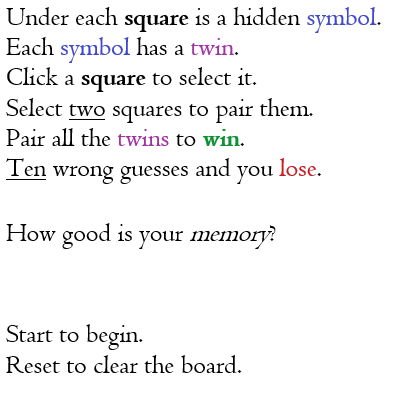 Under each square is a hidden symbol.
Each symbol has a twin.
Click a square to select it.
Select two squares to pair them.
Pair all the twins to win.
Ten wrong guesses and you lose.
How good is your memory?
Start to begin.
Reset to clear the board.